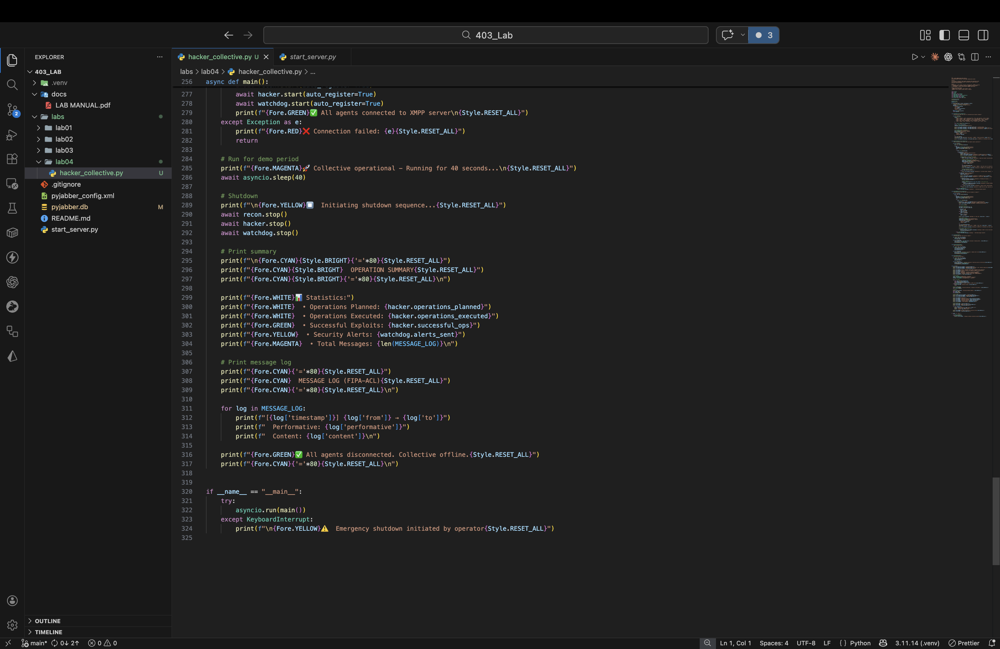 403_Lab
3
EXPLORER
hacker_collective.py U
start_server.py
403_LAB
.venv
docs
LAB MANUAL.pdf
labs
lab01
lab02
lab03
lab04
hacker_collective.py U
.gitignore
pyjabber_config.xml
pyjabber.db M
README.md
start_server.py
2
OUTLINE
TIMELINE
labs > lab04 > hacker_collective.py > ...
256 async def main():
277 await hacker.start(auto_register=True)
278 await watchdog.start(auto_register=True)
279 print(f"{Fore.GREEN}✅ All agents connected to XMPP server\n{Style.RESET_ALL}")
280 except Exception as e:
281 print(f"{Fore.RED}❌ Connection failed: {e}{Style.RESET_ALL}")
282 return
283
284 # Run for demo period
285 print(f"{Fore.MAGENTA}🚀 Collective operational - Running for 40 seconds...\n{Style.RESET_ALL}")
286 await asyncio.sleep(40)
287
288 # Shutdown
289 print(f"\n{Fore.YELLOW}⏹️  Initiating shutdown sequence...{Style.RESET_ALL}")
290 await recon.stop()
291 await hacker.stop()
292 await watchdog.stop()
293
294 # Print summary
295 print(f"\n{Fore.CYAN}{Style.BRIGHT}{'='*80}{Style.RESET_ALL}")
296 print(f"{Fore.CYAN}{Style.BRIGHT}  OPERATION SUMMARY{Style.RESET_ALL}")
297 print(f"{Fore.CYAN}{Style.BRIGHT}{'='*80}{Style.RESET_ALL}\n")
298
299 print(f"{Fore.WHITE}📊 Statistics:")
300 print(f"{Fore.WHITE}  • Operations Planned: {hacker.operations_planned}")
301 print(f"{Fore.WHITE}  • Operations Executed: {hacker.operations_executed}")
302 print(f"{Fore.GREEN}  • Successful Exploits: {hacker.successful_ops}")
303 print(f"{Fore.YELLOW}  • Security Alerts: {watchdog.alerts_sent}")
304 print(f"{Fore.MAGENTA}  • Total Messages: {len(MESSAGE_LOG)}\n")
305
306 # Print message log
307 print(f"{Fore.CYAN}{'='*80}{Style.RESET_ALL}")
308 print(f"{Fore.CYAN}  MESSAGE LOG (FIPA-ACL){Style.RESET_ALL}")
309 print(f"{Fore.CYAN}{'='*80}{Style.RESET_ALL}\n")
310
311 for log in MESSAGE_LOG:
312 print(f"[{log['timestamp']}] {log['from']} → {log['to']}")
313 print(f"  Performative: {log['performative']}")
314 print(f"  Content: {log['content']}\n")
315
316 print(f"{Fore.GREEN}✅ All agents disconnected. Collective offline.{Style.RESET_ALL}")
317 print(f"{Fore.CYAN}{'='*80}{Style.RESET_ALL}\n")
318
319
320 if __name__ == "__main__":
321 try:
322 asyncio.run(main())
323 except KeyboardInterrupt:
324 print(f"\n{Fore.YELLOW}⚠️  Emergency shutdown initiated by operator{Style.RESET_ALL}")
325
main* 0↓ 2↑ 0 0 Ln 1, Col 1 Spaces: 4 UTF-8 LF {} Python 3.11.14 (.venv) Prettier